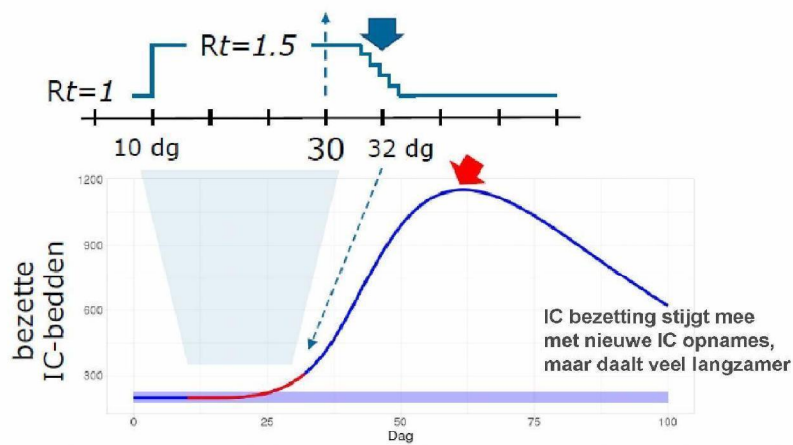 Rt=1.5
Rt=1
10 dg
30
32 dg
1200
900
600
300
bezette
IC-bedden
IC bezetting stijgt mee
met nieuwe IC opnames,
maar daalt veel langzamer
0
25
50
75
100
Dag